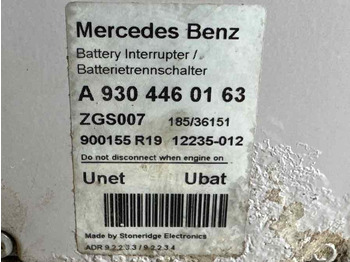 Mercedes Benz
Battery Interrupter /
Batterietrennschalter
A 930 446 01 63
ZGS007 185/36151
900155 R19 12235-012
Do not disconnect when engine on
Unet Ubat
Made by Stoneridge Electronics
ADR 9.2.2.3.3 / 9.2.2.3.4